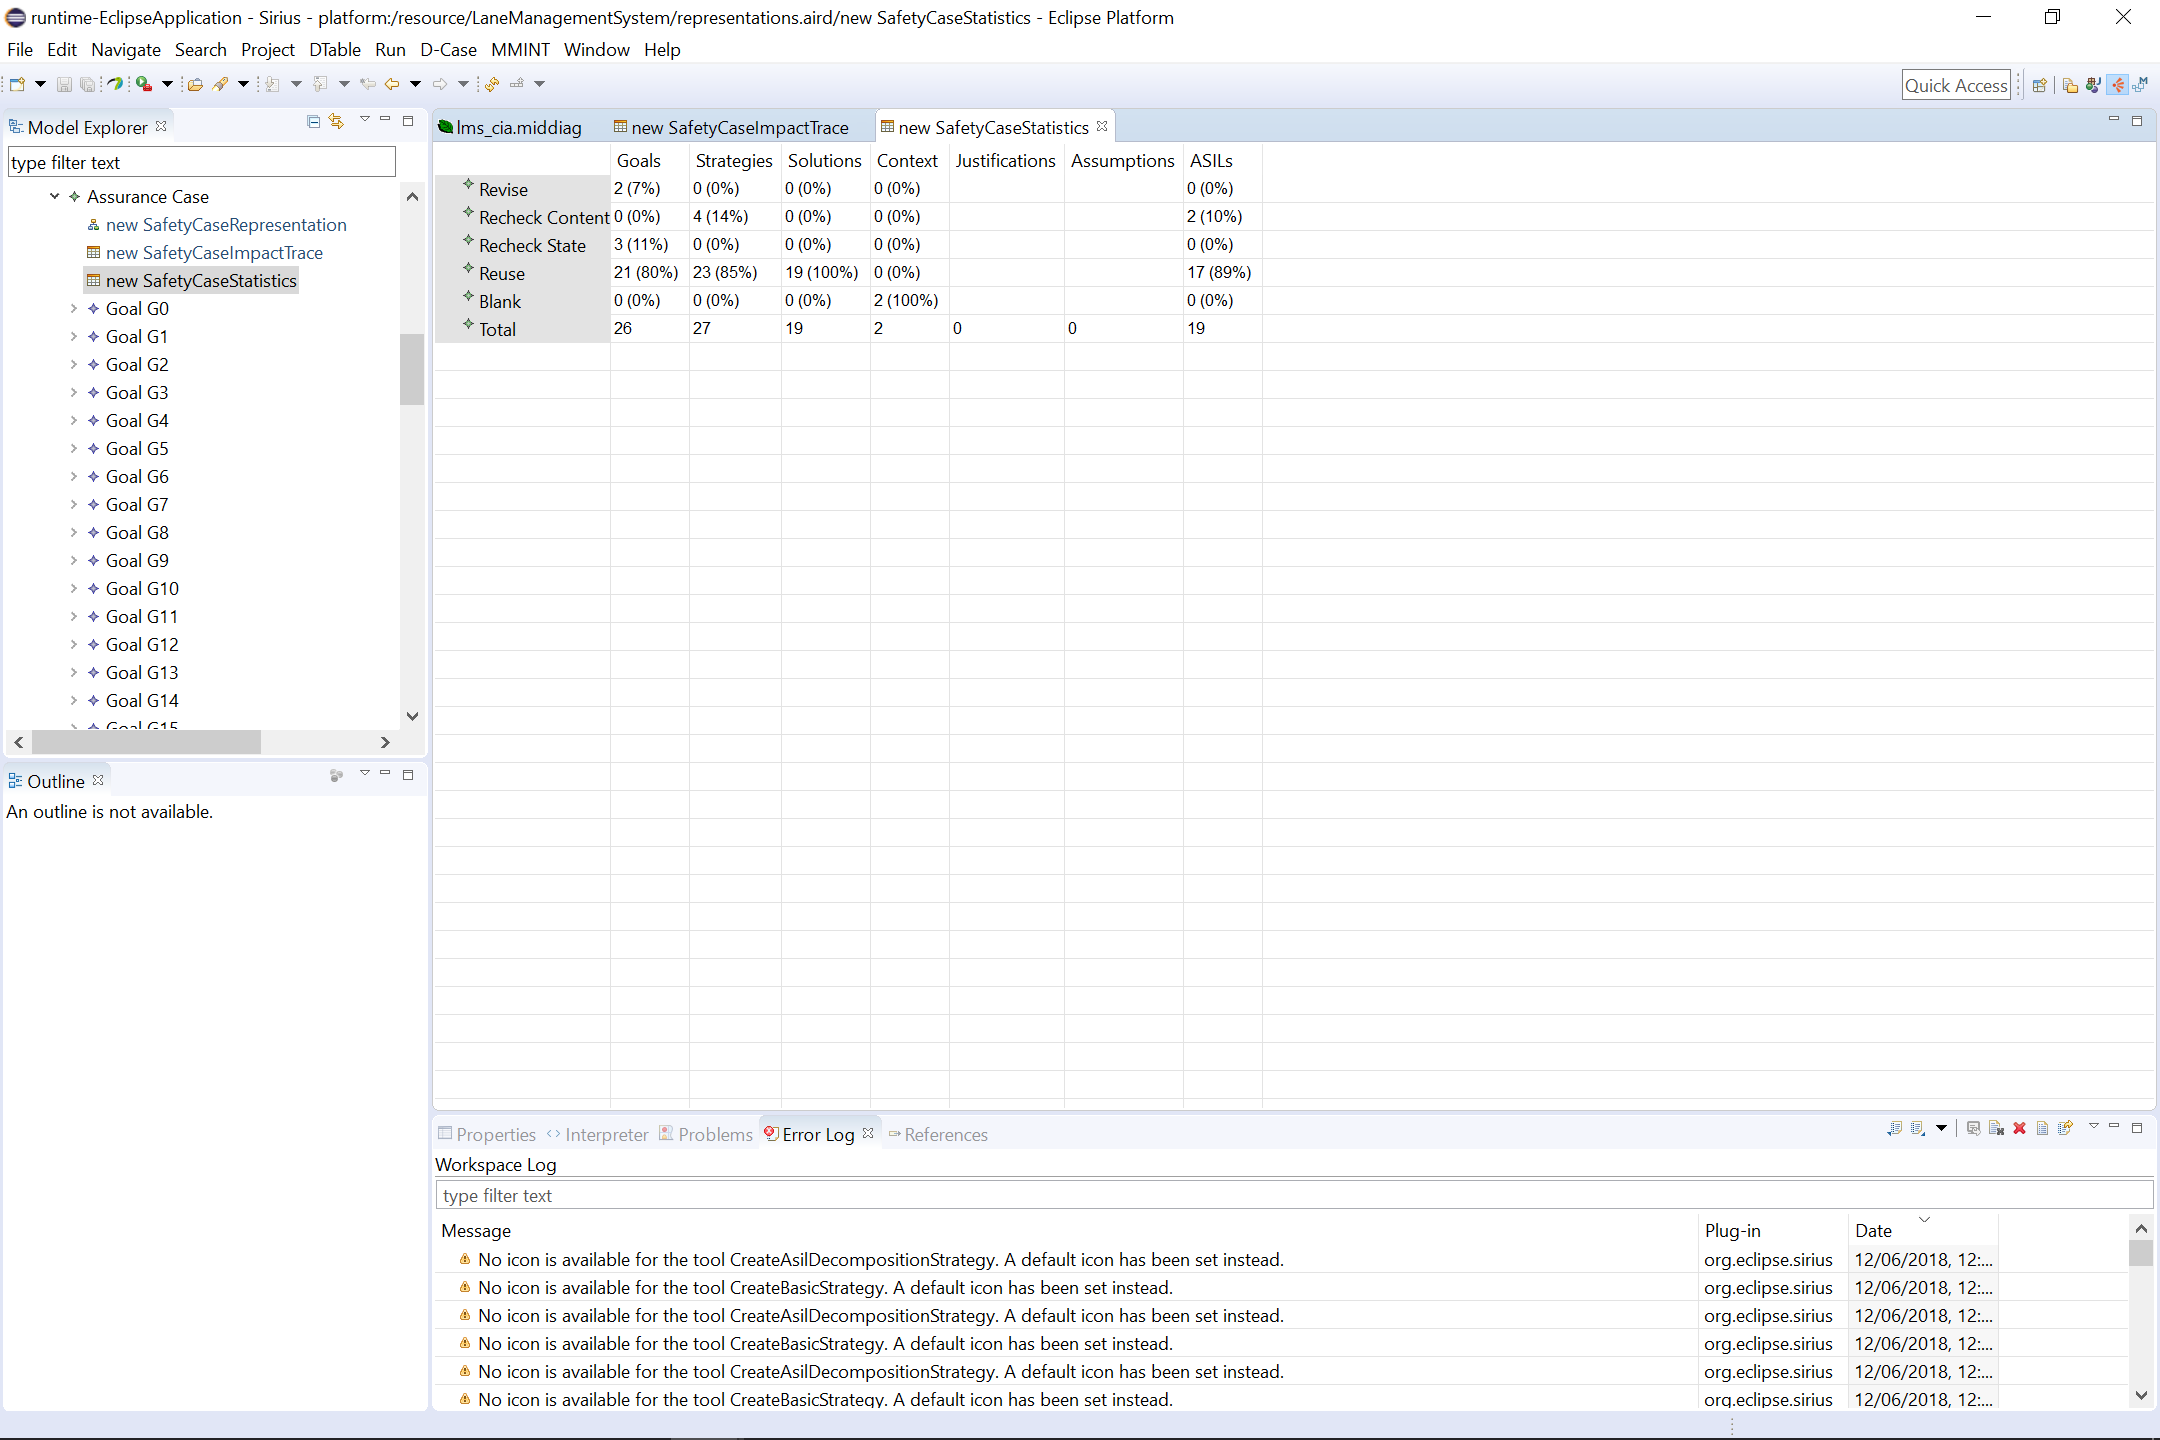 runtime-EclipseApplication - Sirius - platform:/resource/LaneManagementSystem/representations.aird/new SafetyCaseStatistics - Eclipse Platform
File Edit Navigate Search Project DTable Run D-Case MMINT Window Help
Quick Access
Model Explorer
type filter text
Assurance Case
new SafetyCaseRepresentation
new SafetyCaseImpactTrace
new SafetyCaseStatistics
Goal G0
Goal G1
Goal G2
Goal G3
Goal G4
Goal G5
Goal G6
Goal G7
Goal G8
Goal G9
Goal G10
Goal G11
Goal G12
Goal G13
Goal G14
Goal G15
Outline
An outline is not available.
lms_cia.middiag new SafetyCaseImpactTrace new SafetyCaseStatistics
Goals Strategies Solutions Context Justifications Assumptions ASILs
Revise 2 (7%) 0 (0%) 0 (0%) 0 (0%) 0 (0%)
Recheck Content 0 (0%) 4 (14%) 0 (0%) 0 (0%) 2 (10%)
Recheck State 3 (11%) 0 (0%) 0 (0%) 0 (0%) 0 (0%)
Reuse 21 (80%) 23 (85%) 19 (100%) 0 (0%) 17 (89%)
Blank 0 (0%) 0 (0%) 0 (0%) 2 (100%) 0 (0%)
Total 26 27 19 2 0 0 19
Properties Interpreter Problems Error Log References
Workspace Log
type filter text
Message Plug-in Date
No icon is available for the tool CreateAsilDecompositionStrategy. A default icon has been set instead. org.eclipse.sirius 12/06/2018, 12:...
No icon is available for the tool CreateBasicStrategy. A default icon has been set instead. org.eclipse.sirius 12/06/2018, 12:...
No icon is available for the tool CreateAsilDecompositionStrategy. A default icon has been set instead. org.eclipse.sirius 12/06/2018, 12:...
No icon is available for the tool CreateBasicStrategy. A default icon has been set instead. org.eclipse.sirius 12/06/2018, 12:...
No icon is available for the tool CreateAsilDecompositionStrategy. A default icon has been set instead. org.eclipse.sirius 12/06/2018, 12:...
No icon is available for the tool CreateBasicStrategy. A default icon has been set instead. org.eclipse.sirius 12/06/2018, 12:...